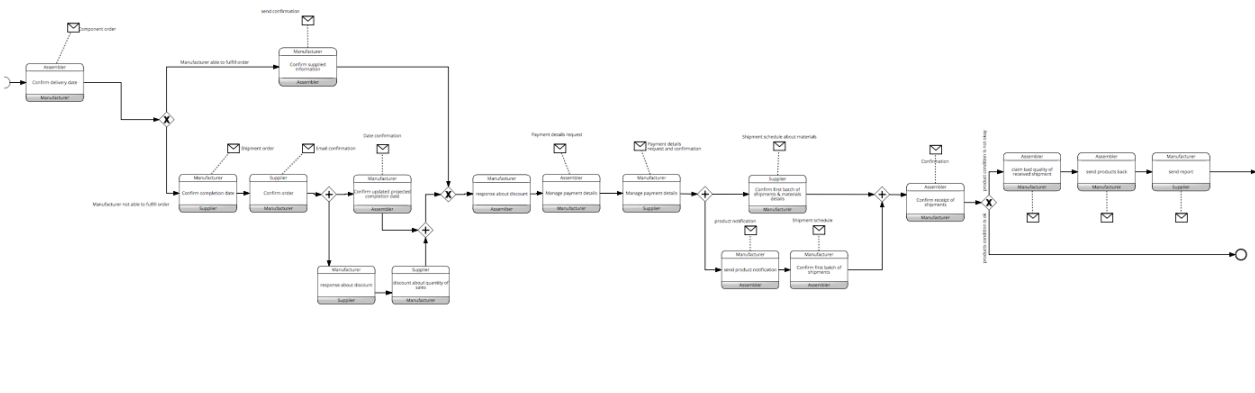 send confirmation
Component order
Manufacturer
Confirm supplied
information
Assembler
Manufacturer able to fulfill order
Assembler
Confirm delivery date
Manufacturer
Shipment order
Email confirmation
Date confirmation
Manufacturer
Confirm completion date
Supplier
Supplier
Confirm order
Manufacturer
Manufacturer
Confirm updated projected
completion date
Assembler
Manufacturer not able to fulfill order
Manufacturer
response about discount
Supplier
Supplier
discount about quantity of
sales
Manufacturer
Manufacturer
response about discount
Assembler
Payment details request
Assembler
Manage payment details
Manufacturer
Payment details
request and confirmation
Manufacturer
Manage payment details
Supplier
Shipment schedule about materials
Supplier
Confirm first batch of
shipments & materials
details
Manufacturer
product notification
Shipment schedule
Manufacturer
send product notification
Assembler
Manufacturer
Confirm first batch of
shipments
Assembler
Confirmation
Assembler
Confirm receipt of
shipments
Manufacturer
products condition is ok
Assembler
claim bad quality of
received shipment
Manufacturer
Assembler
send products back
Manufacturer
Manufacturer
send report
Supplier